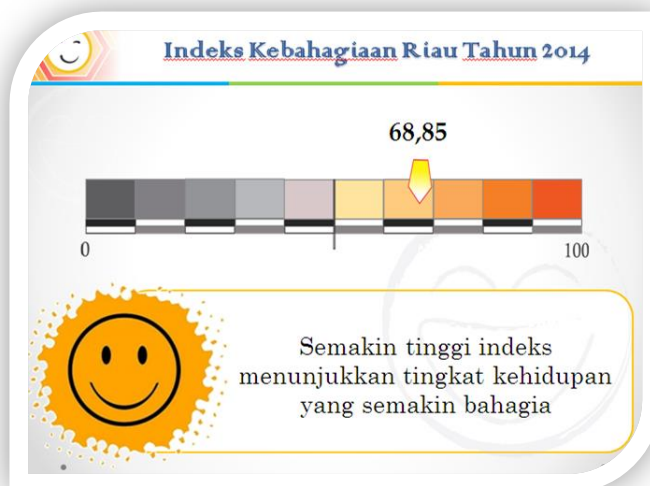 Indeks Kebahagiaan Riau Tahun 2014
68,85
0
100
Semakin tinggi indeks
menunjukkan tingkat kehidupan
yang semakin bahagia